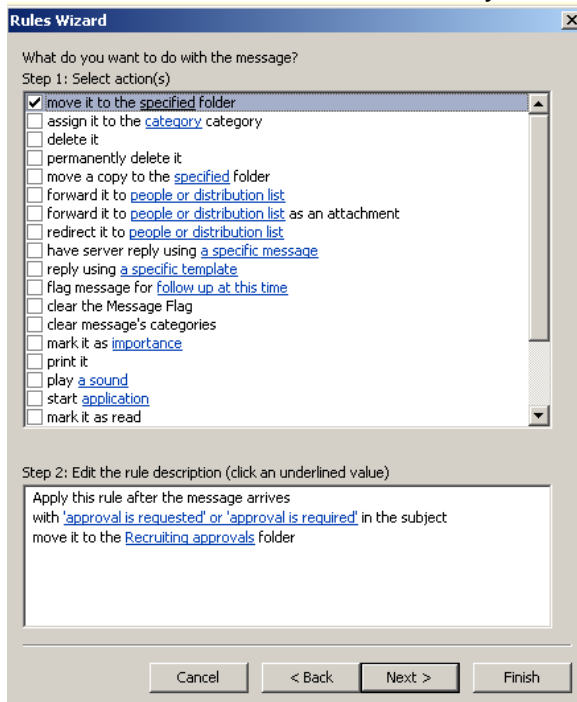 Rules Wizard
What do you want to do with the message?
Step 1: Select action(s)
move it to the specified folder
assign it to the category category
delete it
permanently delete it
move a copy to the specified folder
forward it to people or distribution list
forward it to people or distribution list as an attachment
redirect it to people or distribution list
have server reply using a specific message
reply using a specific template
flag message for follow up at this time
clear the Message Flag
clear message's categories
mark it as importance
print it
play a sound
start application
mark it as read
Step 2: Edit the rule description (click an underlined value)
Apply this rule after the message arrives
with 'approval is requested' or 'approval is required' in the subject
move it to the Recruiting approvals folder
Cancel < Back Next > Finish